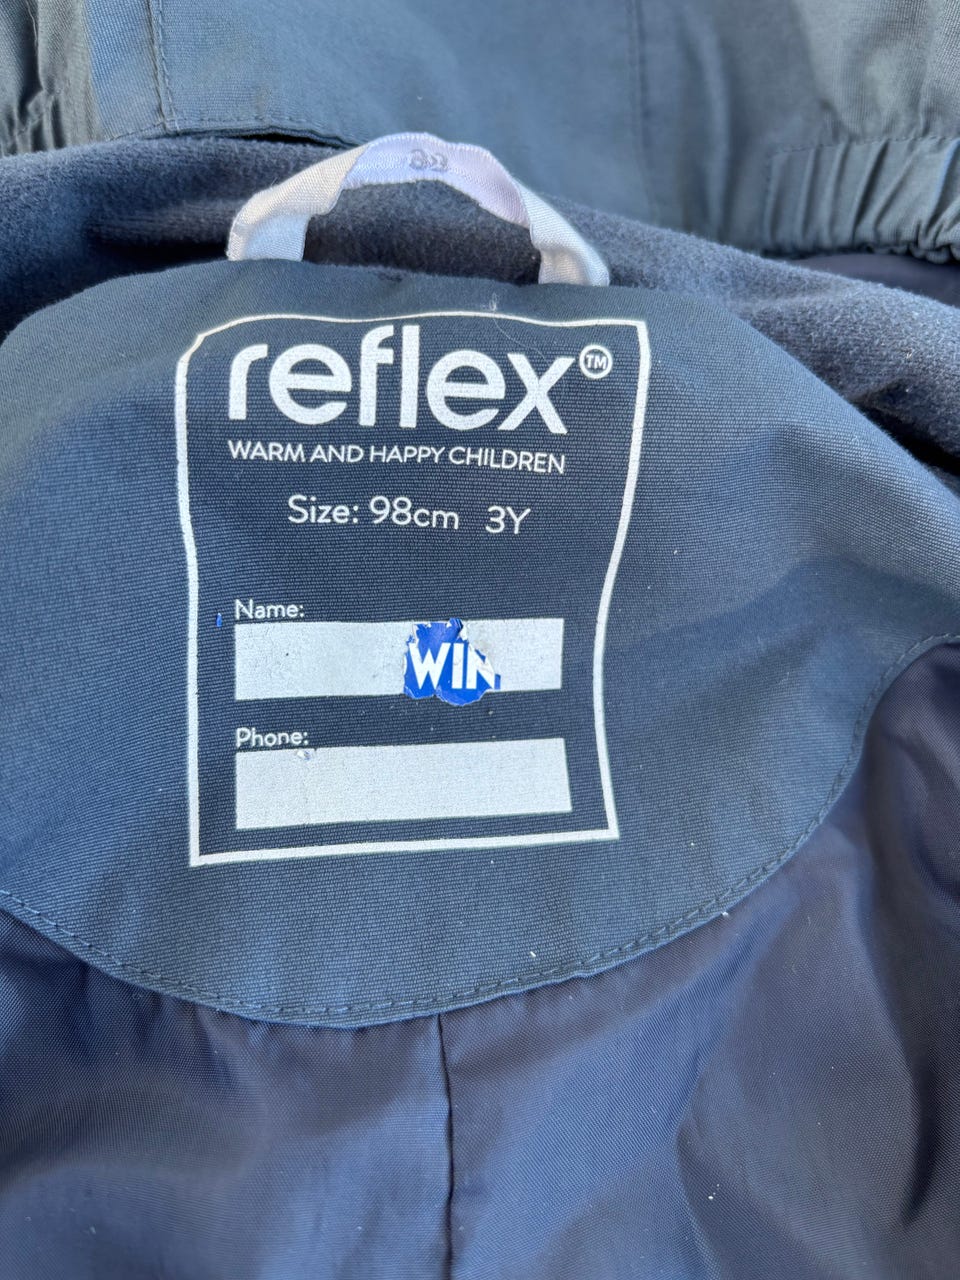 reflex™
WARM AND HAPPY CHILDREN
Size: 98cm 3Y
Name:
WIN
Phone: